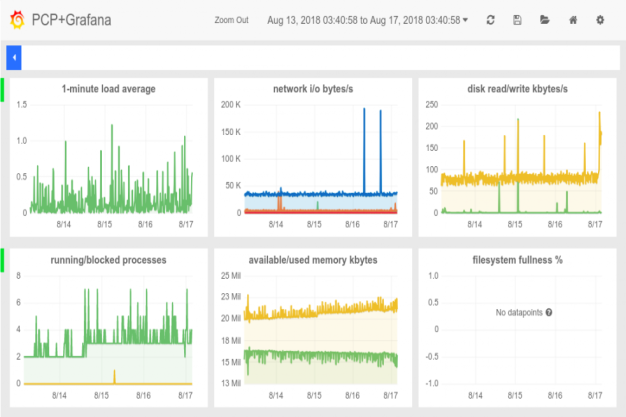 PCP+Grafana
Zoom Out Aug 13, 2018 03:40:58 to Aug 17, 2018 03:40:58
1-minute load average
1.5
1.0
0.5
0
8/14 8/15 8/16 8/17
network i/o bytes/s
200 K
150 K
100 K
50 K
0
8/14 8/15 8/16 8/17
disk read/write kbytes/s
250
200
150
100
50
0
8/14 8/15 8/16 8/17
running/blocked processes
8
6
4
2
0
8/14 8/15 8/16 8/17
available/used memory kbytes
25 Mil
23 Mil
20 Mil
18 Mil
15 Mil
13 Mil
8/14 8/15 8/16 8/17
filesystem fullness %
1.0
0.5
0
-0.5
-1.0
No datapoints
8/14 8/15 8/16 8/17